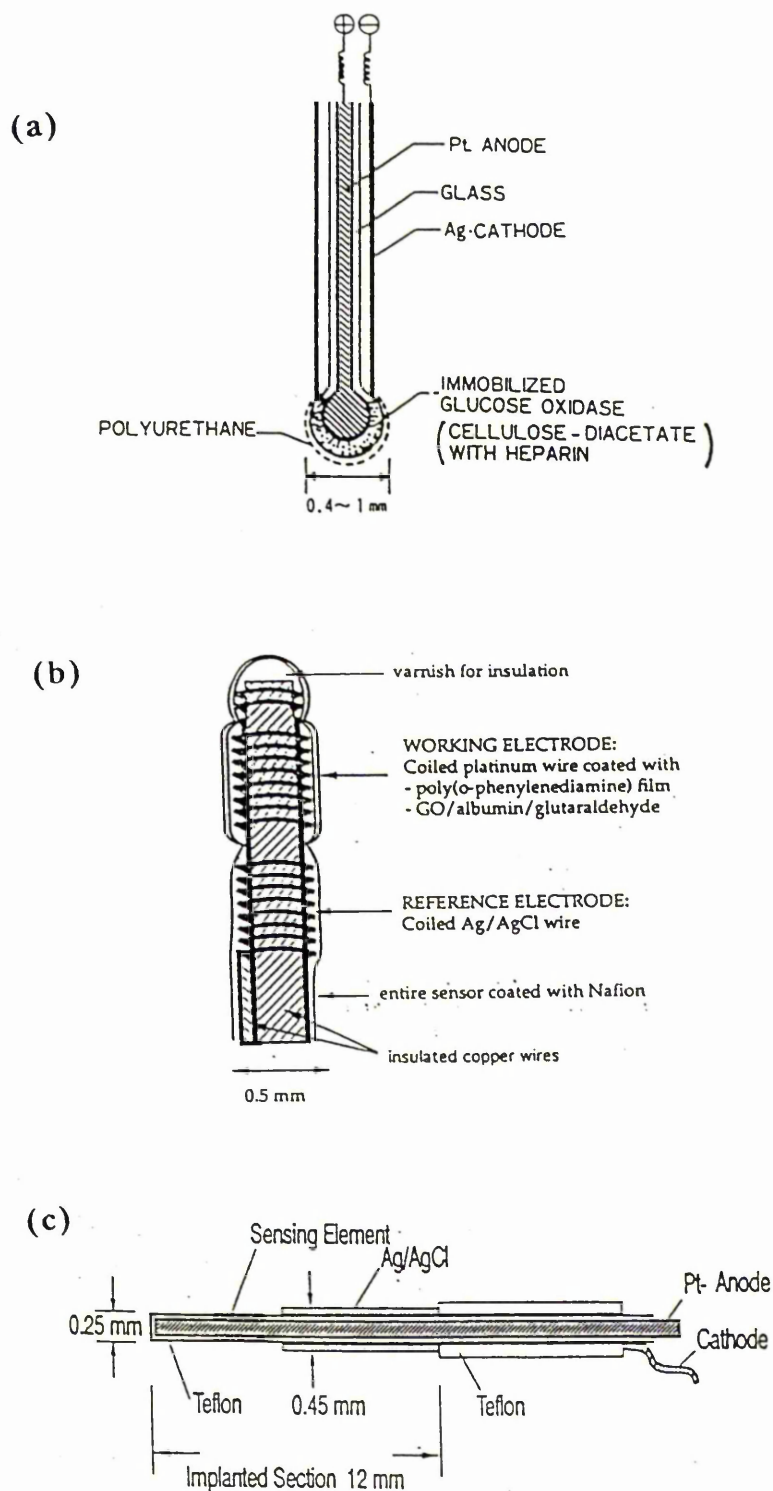 ⊕ ⊖
(a)
Pt ANODE
GLASS
Ag·CATHODE
IMMOBILIZED
GLUCOSE OXIDASE
(CELLULOSE-DIACETATE
WITH HEPARIN)
POLYURETHANE
0.4~1mm
(b)
varnish for insulation
WORKING ELECTRODE:
Coiled platinum wire coated with
- poly(o-phenylenediamine) film
- GO/albumin/glutaraldehyde
REFERENCE ELECTRODE:
Coiled Ag/AgCl wire
entire sensor coated with Nafion
insulated copper wires
0.5 mm
(c)
Sensing Element
Ag/AgCl
Pt- Anode
0.25 mm
Cathode
Teflon
0.45 mm
Teflon
Implanted Section 12 mm